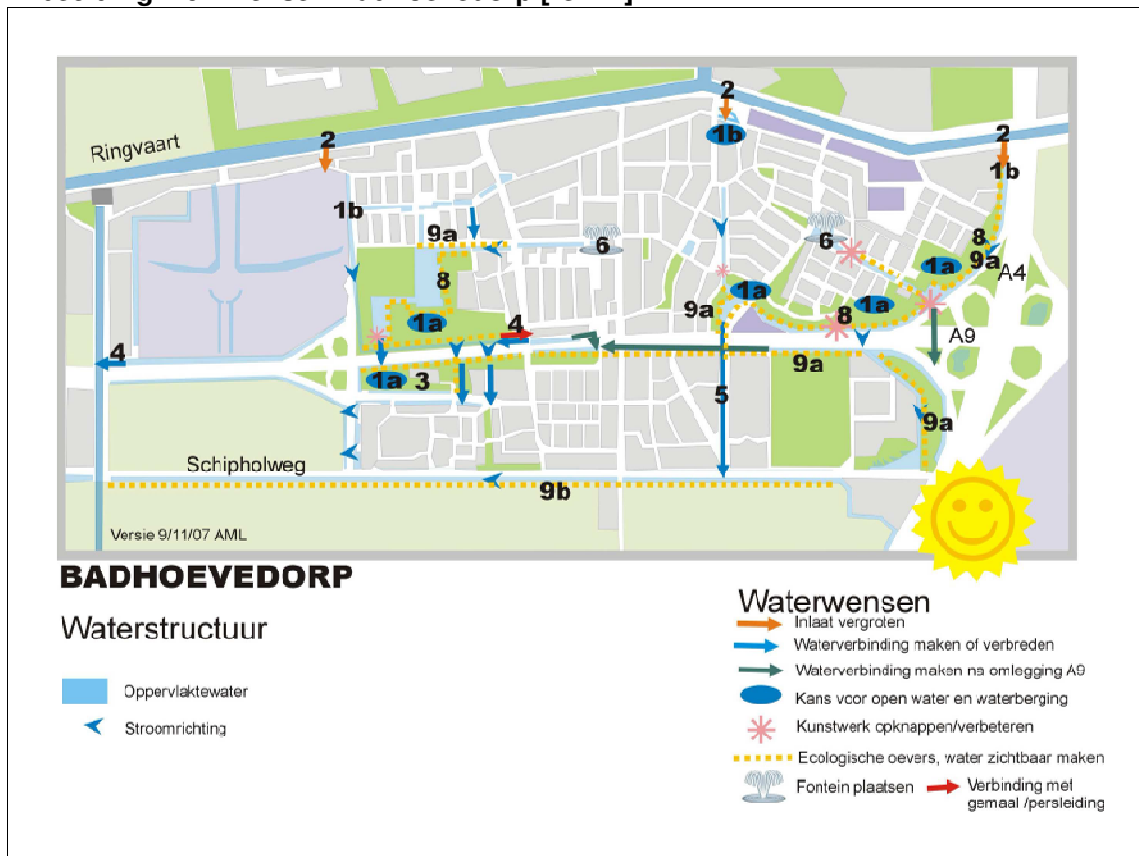 2
2
Ringvaart
1b
2
1b
1b
9a
6
6
8
9a
A4
8
1a
1a
9a
1a
8
1a
4
4
A9
9a
1a
3
5
9a
Schipholweg
9b
Versie 9/11/07 AML
BADHOEVEDORP
Waterstructuur
Oppervlaktewater
Stroomrichting
Waterwensen
Inlaat vergroten
Waterverbinding maken of verbreden
Waterverbinding maken na omlegging A9
Kans voor open water en waterberging
Kunstwerk opknappen/verbeteren
Ecologische oevers, water zichtbaar maken
Fontein plaatsen
Verbinding met
gemaal /persleiding